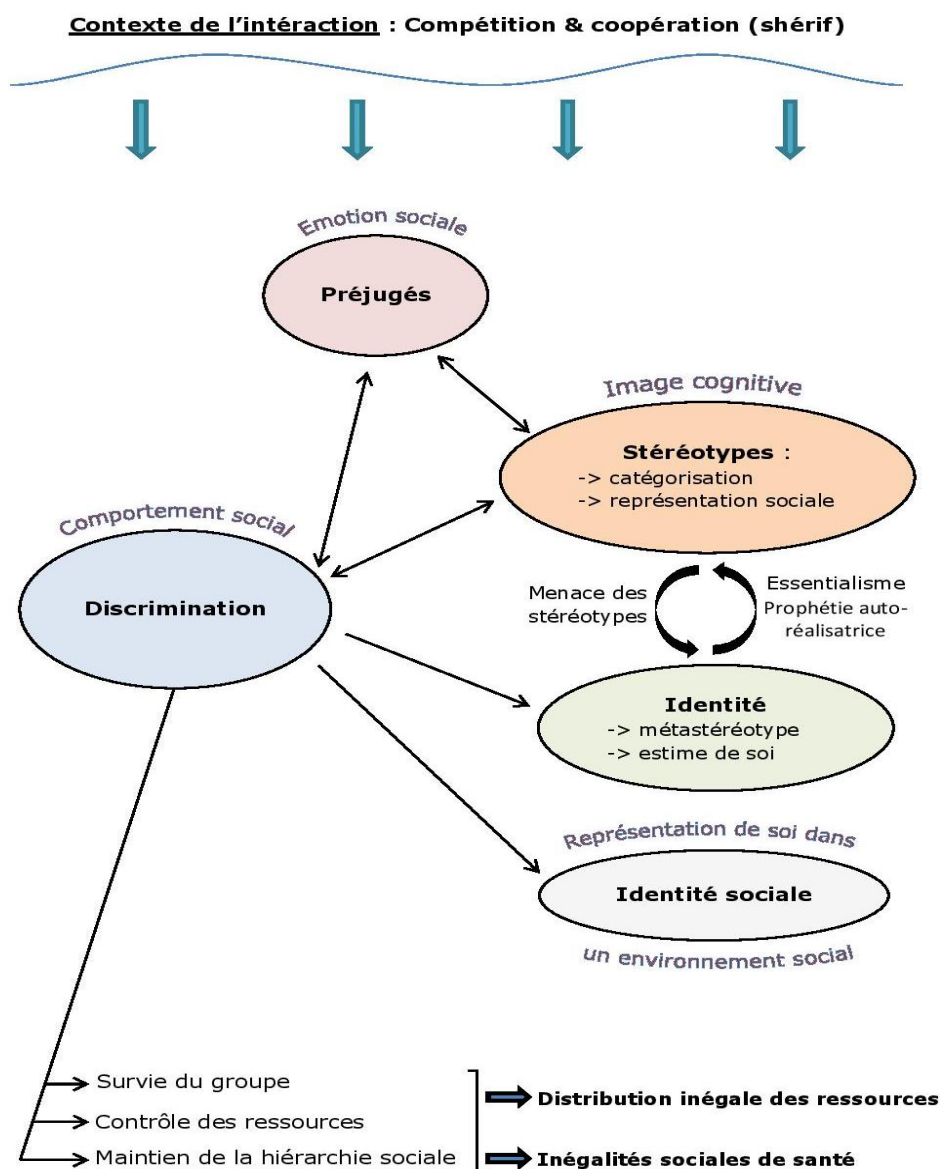 Contexte de l'intéraction : Compétition & coopération (shérif)
Emotion sociale
Préjugés
Image cognitive
Stéréotypes :
-> catégorisation
-> représentation sociale
Comportement social
Discrimination
Menace des
stéréotypes
Essentialisme
Prophétie auto-
réalisatrice
Identité
-> métastéréotype
-> estime de soi
Représentation de soi dans
Identité sociale
un environnement social
Survie du groupe
Contrôle des ressources
Maintien de la hiérarchie sociale
Distribution inégale des ressources
Inégalités sociales de santé